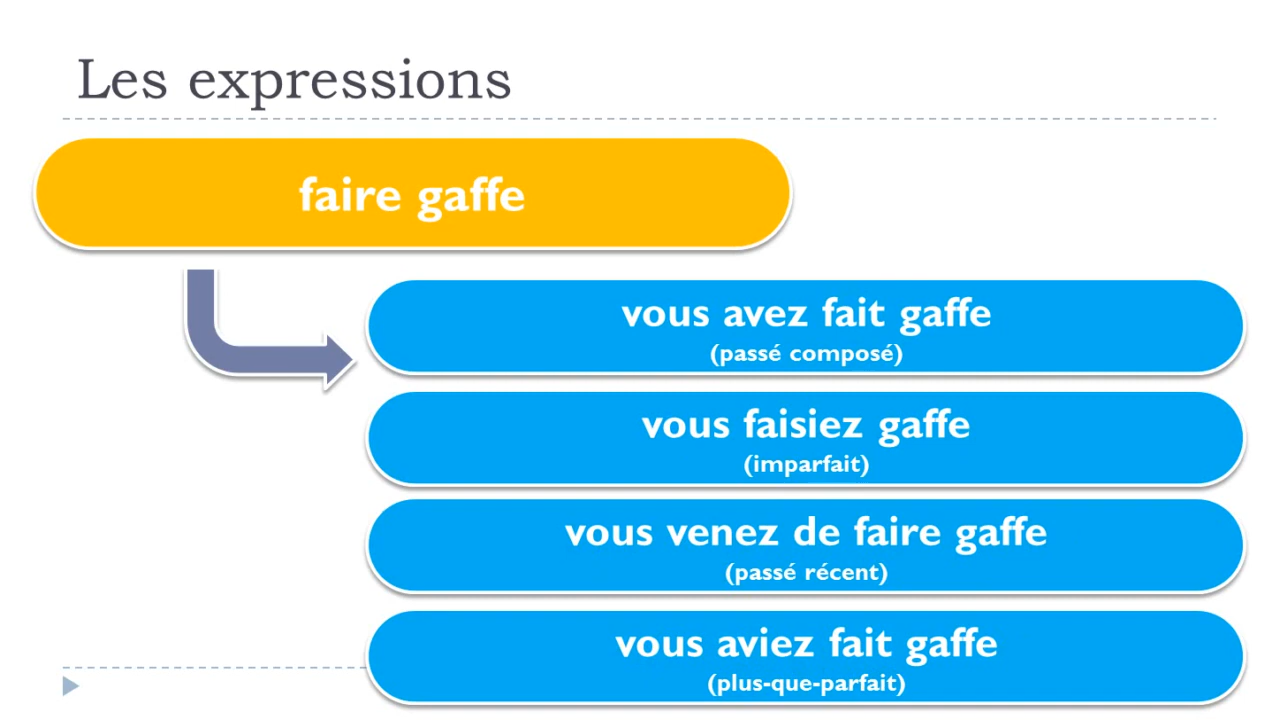 Les expressions
faire gaffe
vous avez fait gaffe
(passé composé)
vous faisiez gaffe
(imparfait)
vous venez de faire gaffe
(passé récent)
vous aviez fait gaffe
(plus-que-parfait)